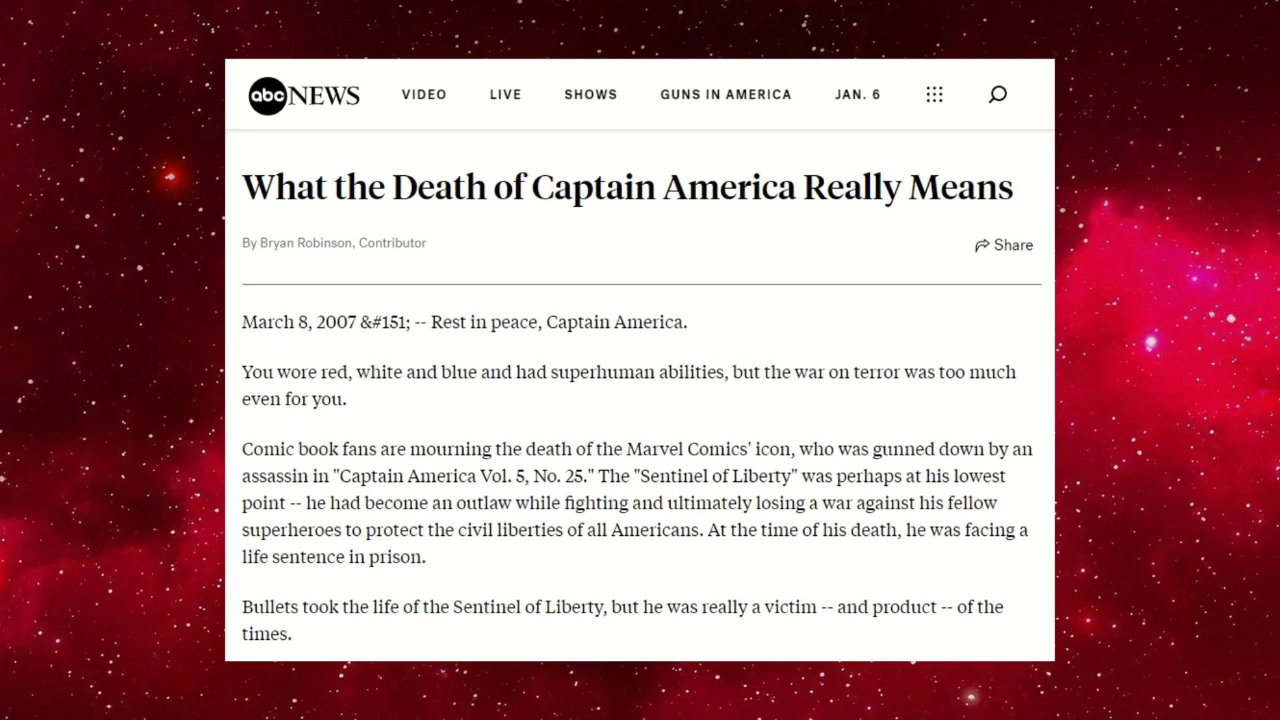 abc NEWS VIDEO LIVE SHOWS GUNS IN AMERICA JAN. 6
What the Death of Captain America Really Means
By Bryan Robinson, Contributor
Share
March 8, 2007 &#151; -- Rest in peace, Captain America.
You wore red, white and blue and had superhuman abilities, but the war on terror was too much
even for you.
Comic book fans are mourning the death of the Marvel Comics' icon, who was gunned down by an
assassin in "Captain America Vol. 5, No. 25." The "Sentinel of Liberty" was perhaps at his lowest
point -- he had become an outlaw while fighting and ultimately losing a war against his fellow
superheroes to protect the civil liberties of all Americans. At the time of his death, he was facing a
life sentence in prison.
Bullets took the life of the Sentinel of Liberty, but he was really a victim -- and product -- of the
times.